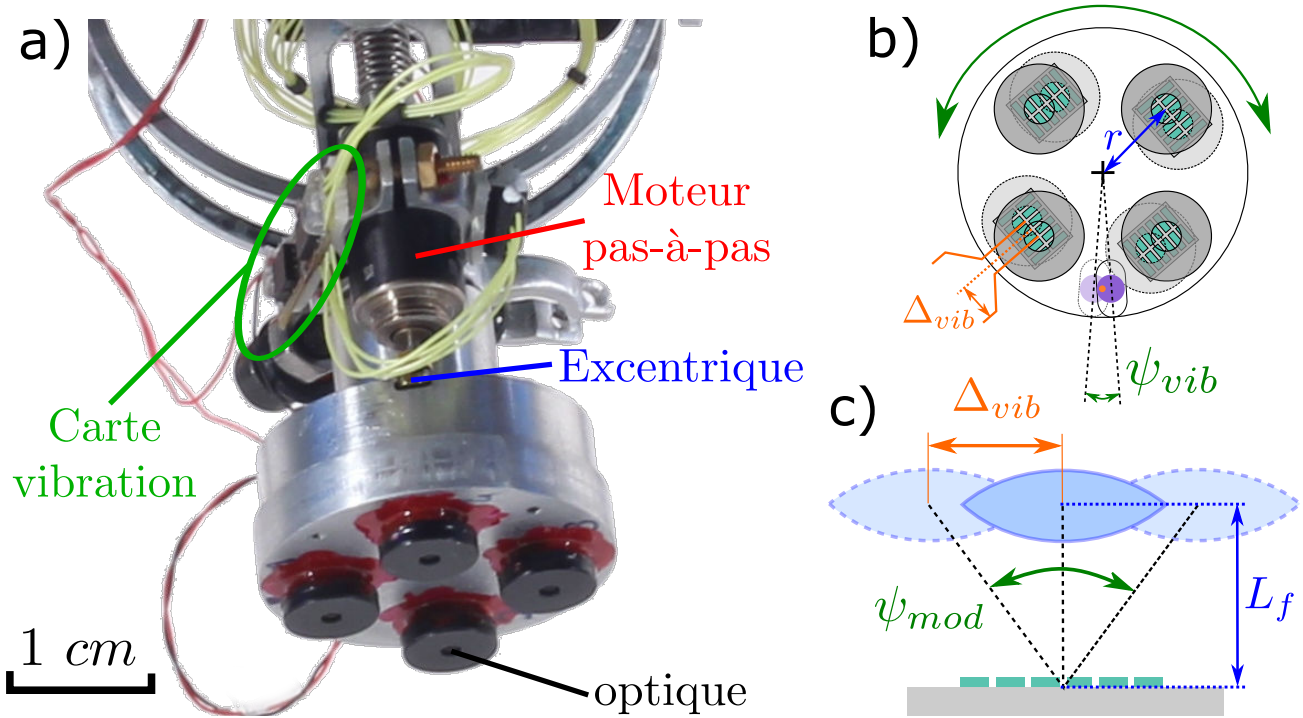 a)
Moteur
pas-à-pas
Excentrique
Carte
vibration
1 cm
optique
b)
r
Δvib
ψvib
c)
Δvib
ψmod
Lf